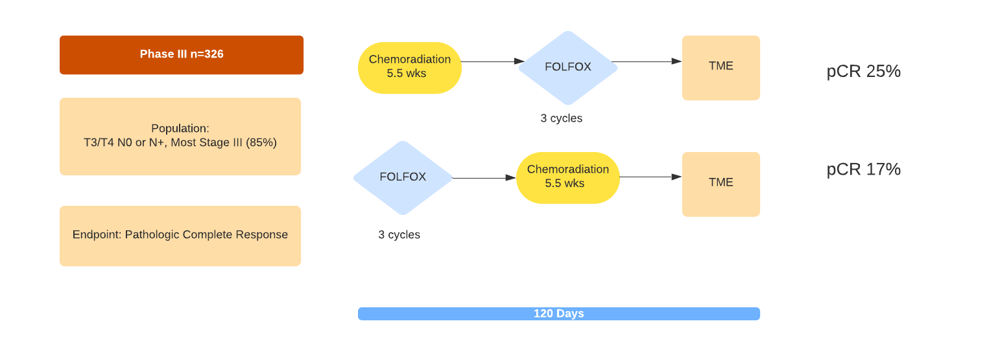 Phase III n=326
Population:
T3/T4 N0 or N+, Most Stage III (85%)
Endpoint: Pathologic Complete Response
Chemoradiation
5.5 wks
FOLFOX
3 cycles
TME
pCR 25%
FOLFOX
3 cycles
Chemoradiation
5.5 wks
TME
pCR 17%
120 Days